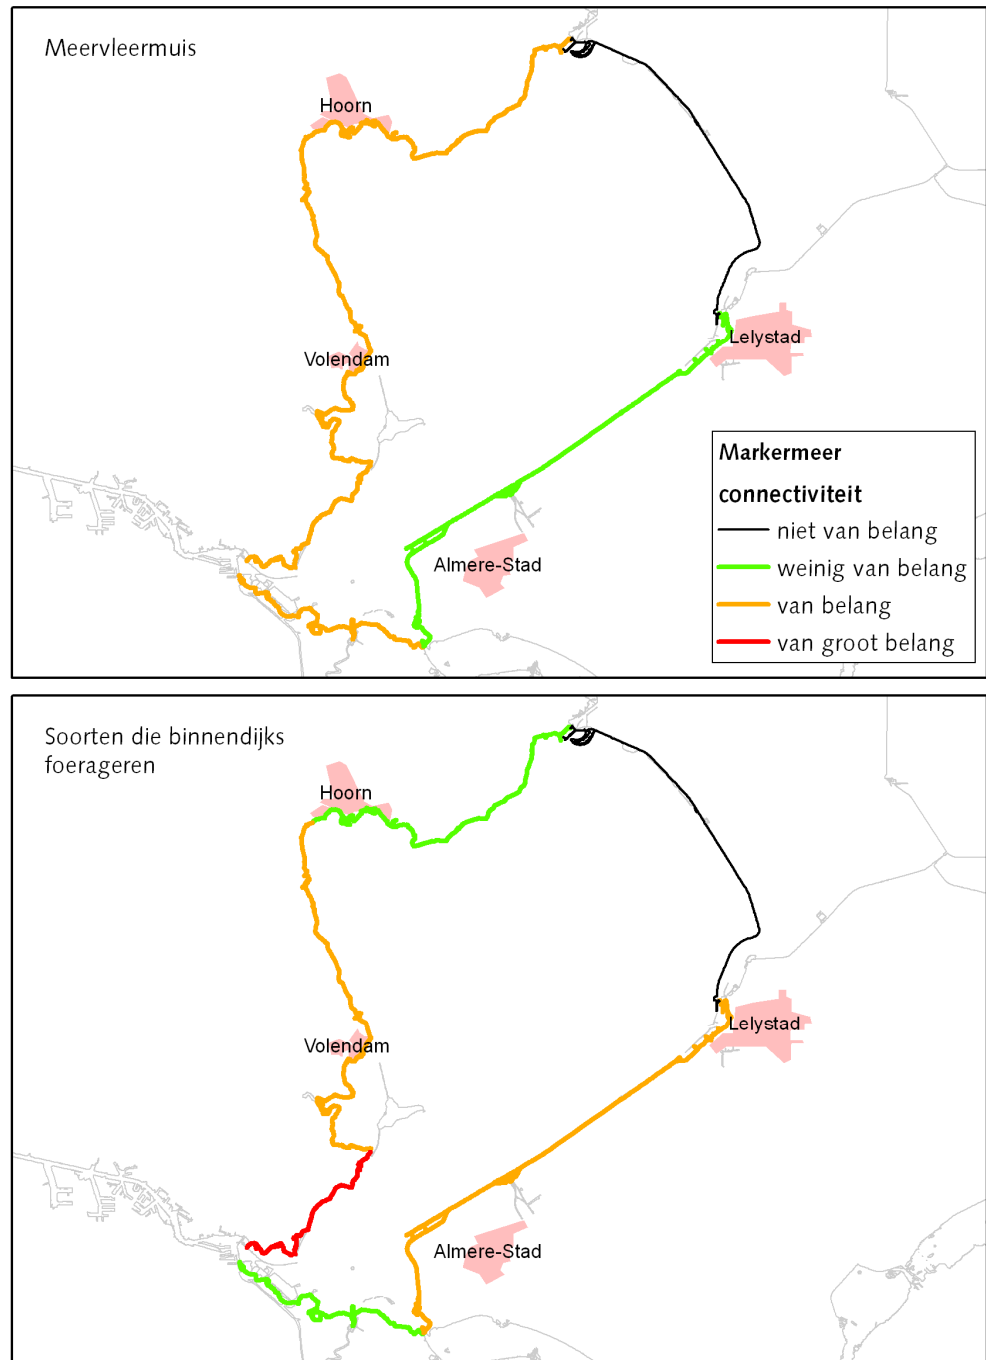 Meervleermuis
Hoorn
Volendam
Lelystad
Almere-Stad
Markermeer
connectiviteit
niet van belang
weinig van belang
van belang
van groot belang
Soorten die binnendijks
foerageren
Hoorn
Volendam
Lelystad
Almere-Stad